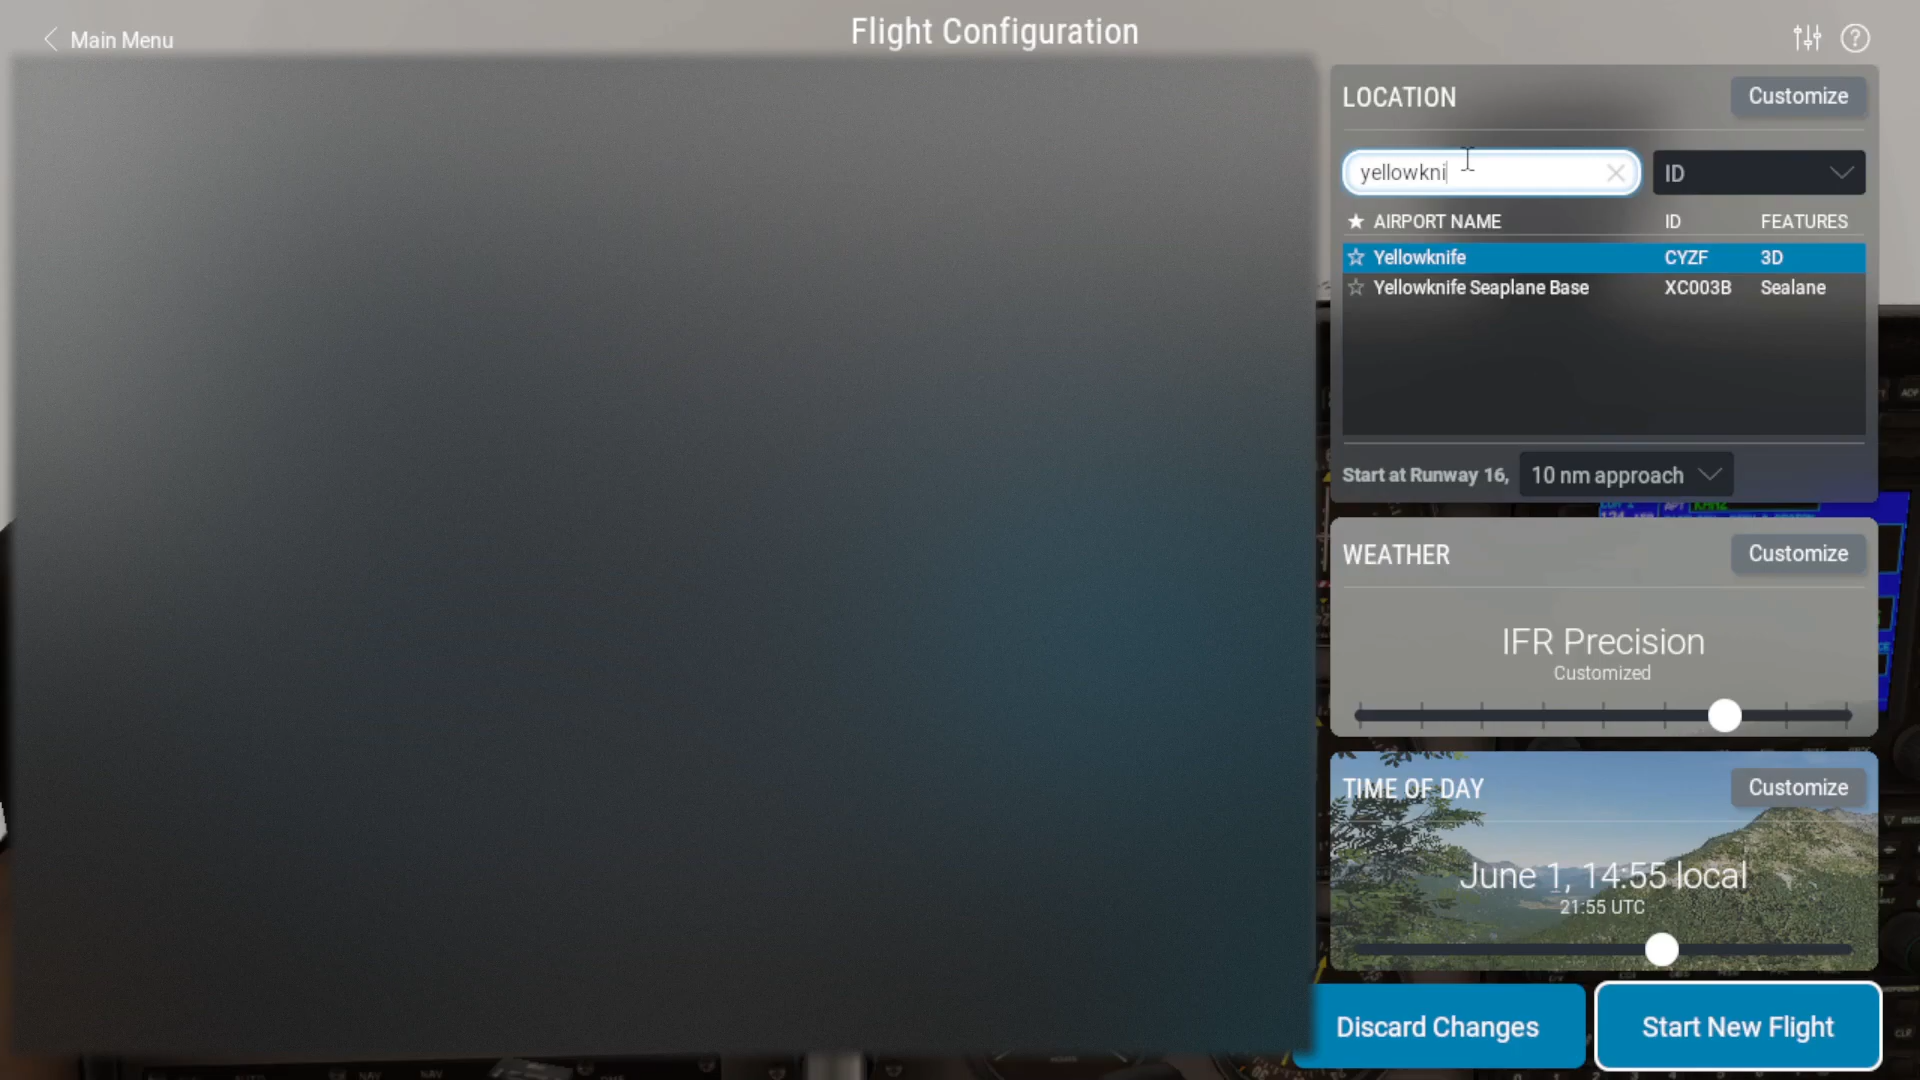 Main Menu
Flight Configuration
LOCATION
Customize
yellowkni
ID
AIRPORT NAME ID FEATURES
Yellowknife CYZF 3D
Yellowknife Seaplane Base XC003B Sealane
Start at Runway 16, 10 nm approach
WEATHER
Customize
IFR Precision
Customized
TIME OF DAY
Customize
June 1, 14:55 local
21:55 UTC
Discard Changes
Start New Flight